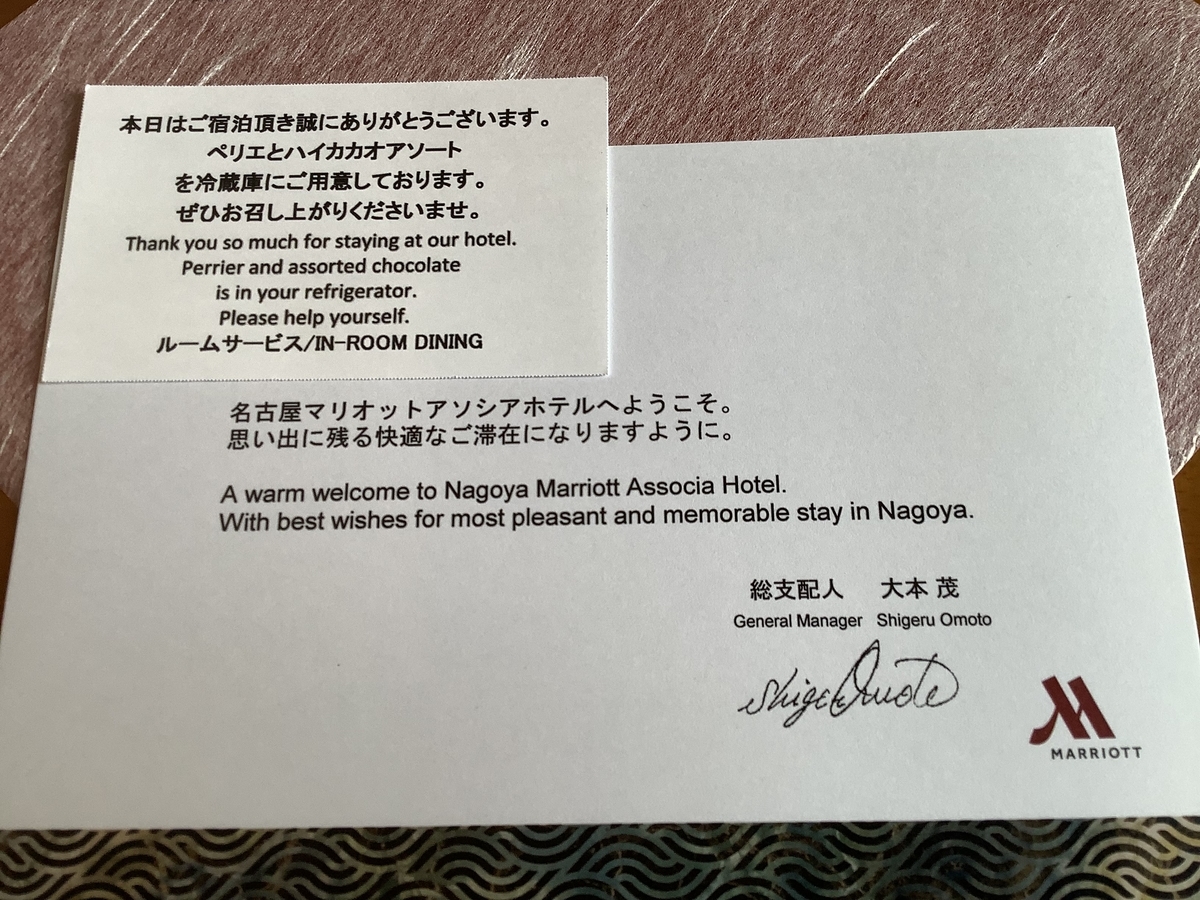 本日はご宿泊頂き誠にありがとうございます。
ペリエとハイカカオアソート
を冷蔵庫にご用意しております。
ぜひお召し上がりくださいませ。
Thank you so much for staying at our hotel.
Perrier and assorted chocolate
is in your refrigerator.
Please help yourself.
ルームサービス/IN-ROOM DINING
名古屋マリオットアソシアホテルへようこそ。
思い出に残る快適なご滞在になりますように。
A warm welcome to Nagoya Marriott Associa Hotel.
With best wishes for most pleasant and memorable stay in Nagoya.
総支配人 大本 茂
General Manager Shigeru Omoto
MARRIOTT